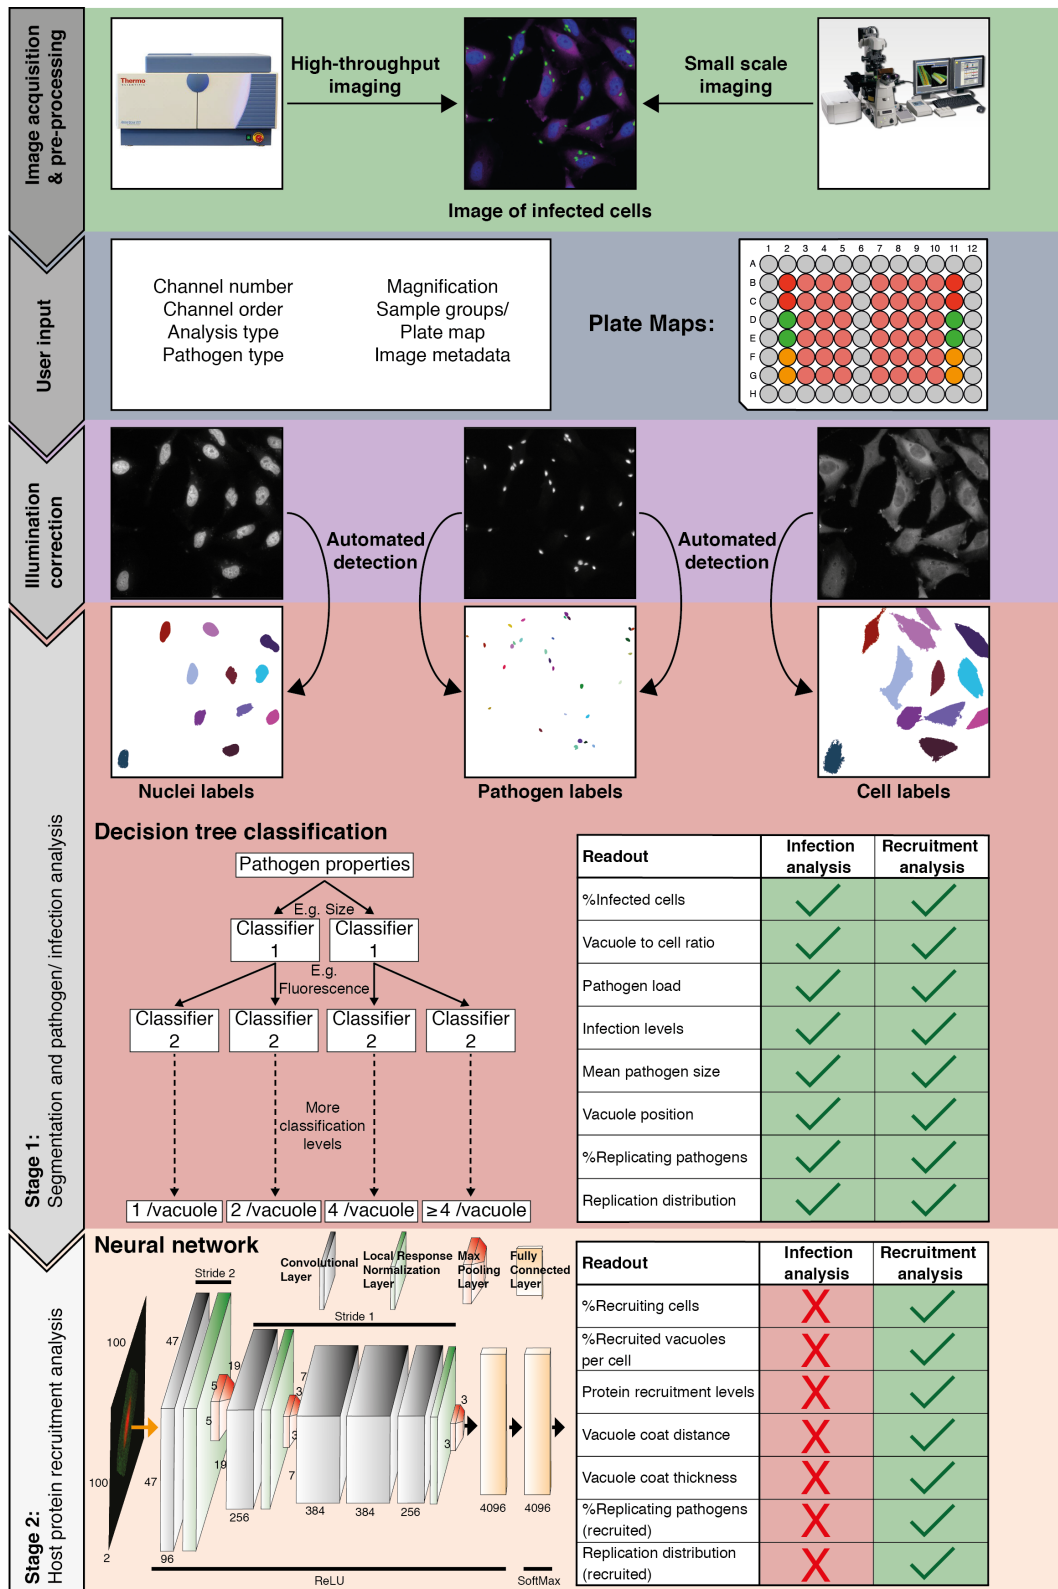 Image acquisition
& pre-processing
Thermo
SCIENTIFIC
High-throughput
imaging
Small scale
imaging
Image of infected cells
User input
Channel number
Channel order
Analysis type
Pathogen type
Magnification
Sample groups/
Plate map
Image metadata
Plate Maps:
1 2 3 4 5 6 7 8 9 10 11 12
A
B
C
D
E
F
G
H
Illumination
correction
Automated
detection
Automated
detection
Stage 1:
Segmentation and pathogen/ infection analysis
Nuclei labels
Pathogen labels
Cell labels
Decision tree classification
Pathogen properties
E.g. Size
Classifier
1
Classifier
1
E.g.
Fluorescence
Classifier
2
Classifier
2
Classifier
2
Classifier
2
More
classification
levels
1 /vacuole
2 /vacuole
4 /vacuole
≥4 /vacuole
Readout
Infection
analysis
Recruitment
analysis
%Infected cells
Vacuole to cell ratio
Pathogen load
Infection levels
Mean pathogen size
Vacuole position
%Replicating pathogens
Replication distribution
Stage 2:
Host protein recruitment analysis
Neural network
Convolutional
Layer
Local Response
Normalization
Layer
Max
Pooling
Layer
Fully
Connected
Layer
Stride 2
Stride 1
100
100
2
47
47
96
5
5
19
19
256
3
3
7
7
384
384
256
3
3
4096
4096
ReLU
SoftMax
Readout
Infection
analysis
Recruitment
analysis
%Recruiting cells
%Recruited vacuoles
per cell
Protein recruitment levels
Vacuole coat distance
Vacuole coat thickness
%Replicating pathogens
(recruited)
Replication distribution
(recruited)